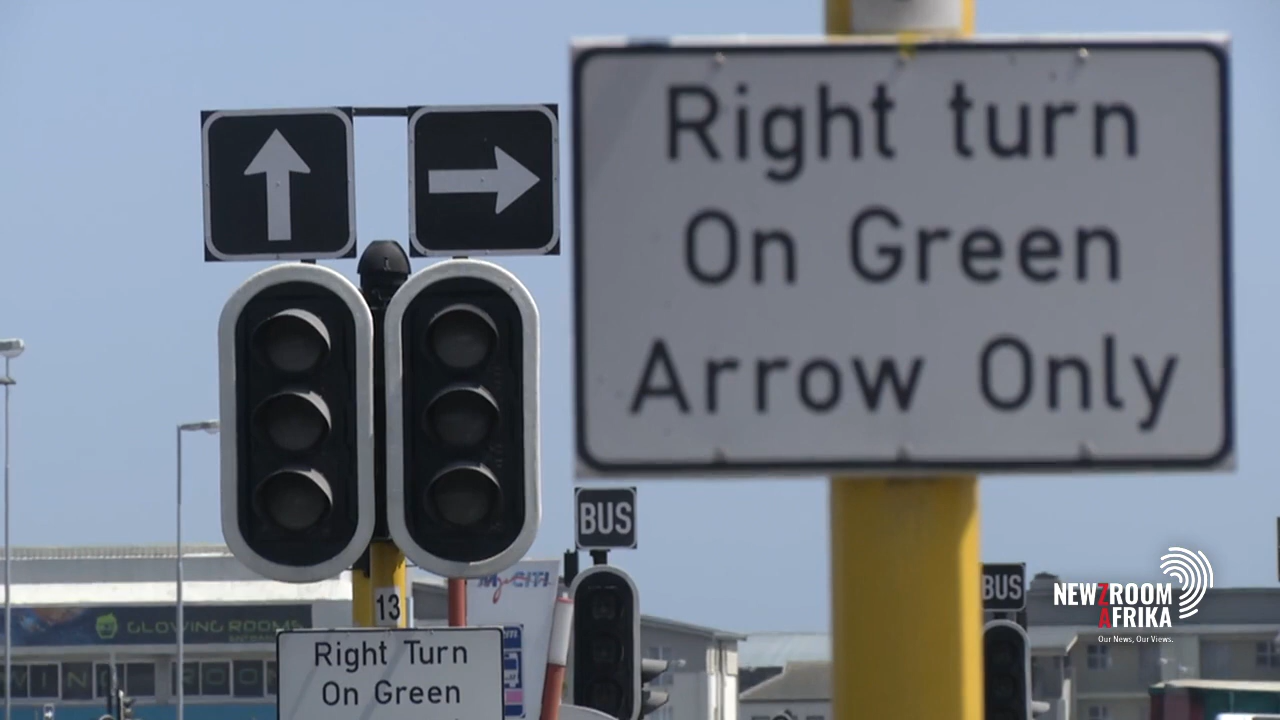 Right turn
On Green
Arrow Only
BUS
BUS
13
MyCiTi
GLOWING ROOMS
Right Turn
On Green
NEWZROOM
AFRIKA
Our News, Our Views.